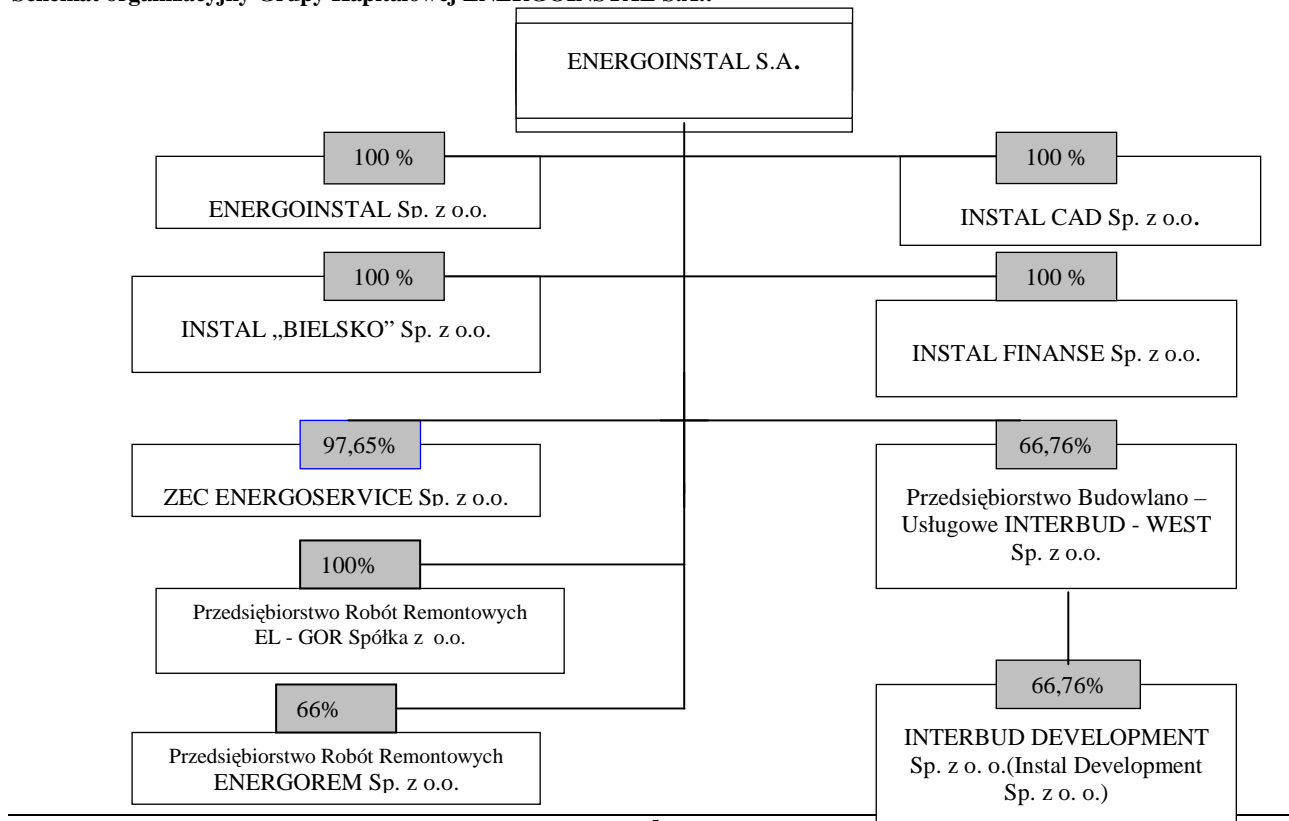 ENERGOINSTAL S.A.
100 %
ENERGOINSTAL Sp. z o.o.
100 %
INSTAL CAD Sp. z o.o.
100 %
INSTAL „BIELSKO” Sp. z o.o.
100 %
INSTAL FINANSE Sp. z o.o.
97,65%
ZEC ENERGOSERVICE Sp. z o.o.
66,76%
Przedsiębiorstwo Budowlano –
Usługowe INTERBUD - WEST
Sp. z o.o.
100%
Przedsiębiorstwo Robót Remontowych
EL - GOR Spółka z o.o.
66%
Przedsiębiorstwo Robót Remontowych
ENERGOREM Sp. z o.o.
66,76%
INTERBUD DEVELOPMENT
Sp. z o. o.(Instal Development
Sp. z o. o.)